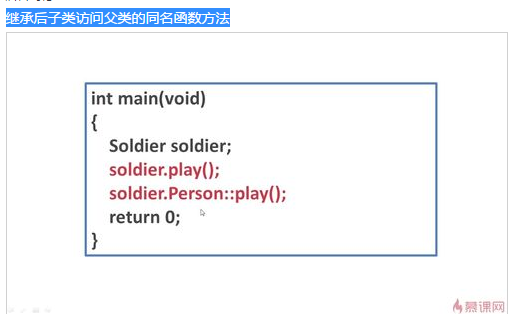 继承后子类访问父类的同名函数方法
int main(void)
{
Soldier soldier;
soldier.play();
soldier.Person::play();
return 0;
}
慕课网